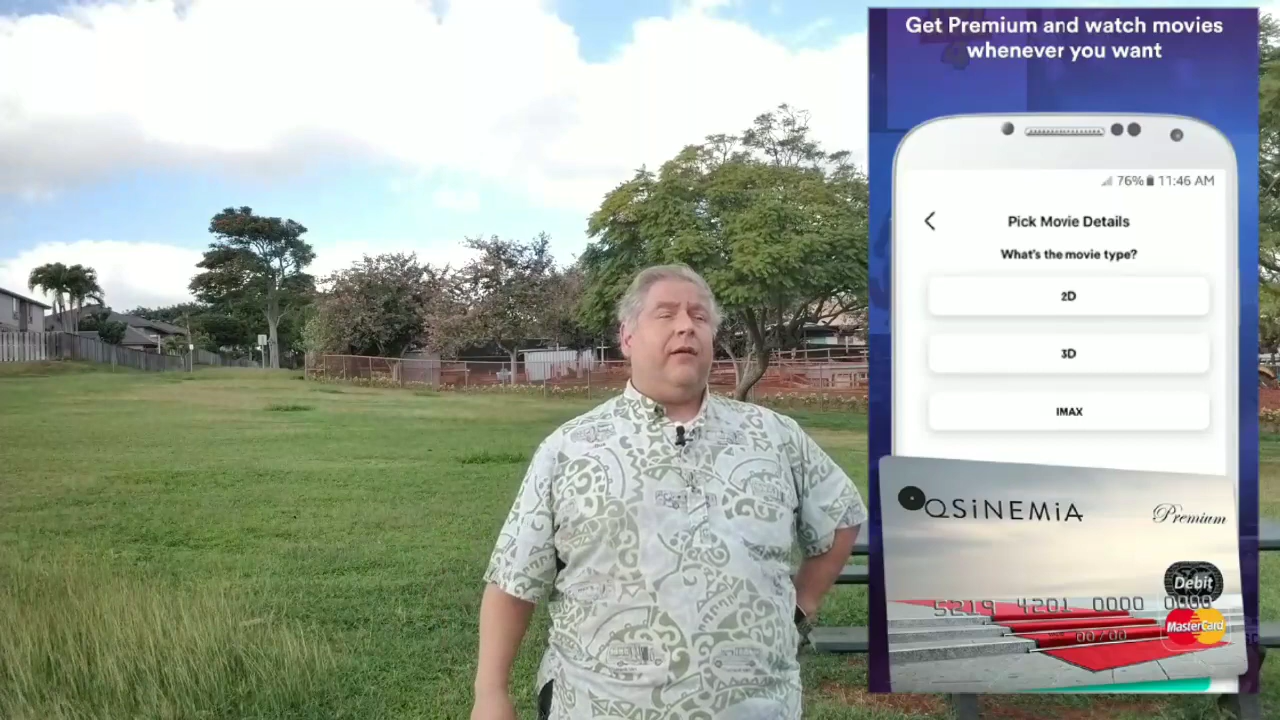 Get Premium and watch movies
whenever you want
76% 11:46 AM
Pick Movie Details
What's the movie type?
2D
3D
IMAX
SiNEMiA
Premium
Debit
5219 4201 0000 0000
00/00
MasterCard